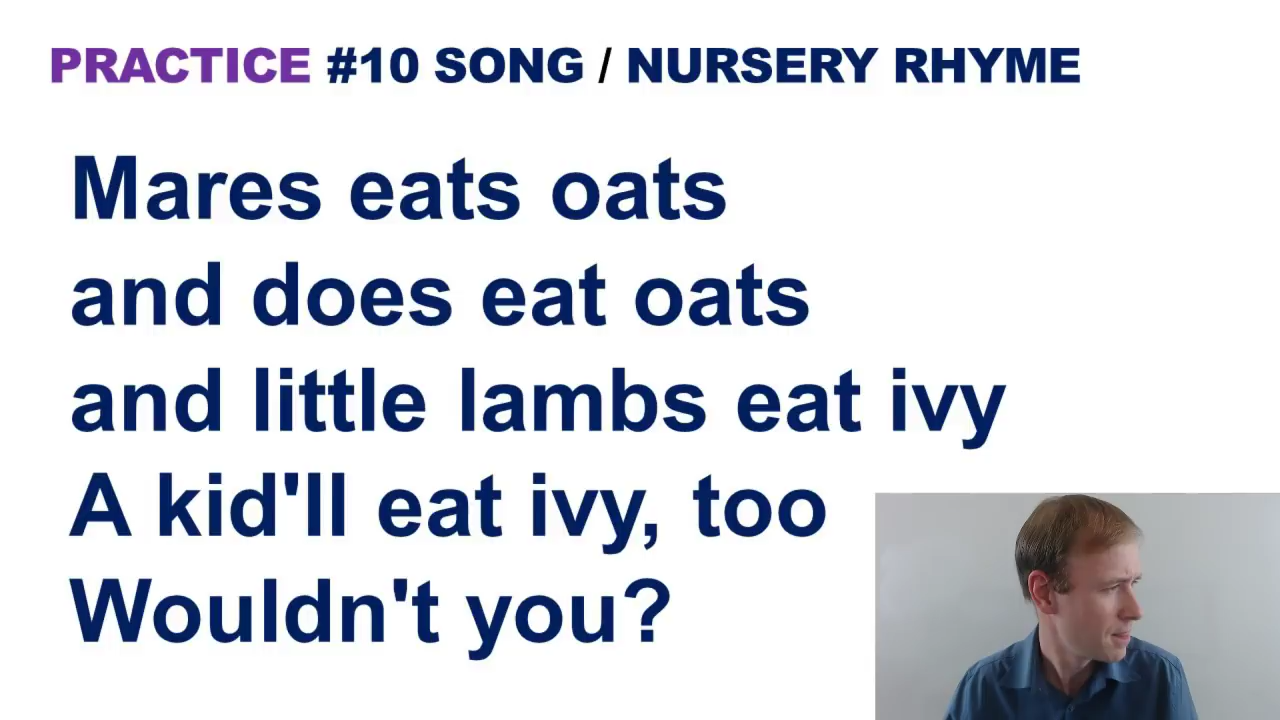 PRACTICE #10 SONG / NURSERY RHYME
Mares eats oats
and does eat oats
and little lambs eat ivy
A kid'll eat ivy, too
Wouldn't you?